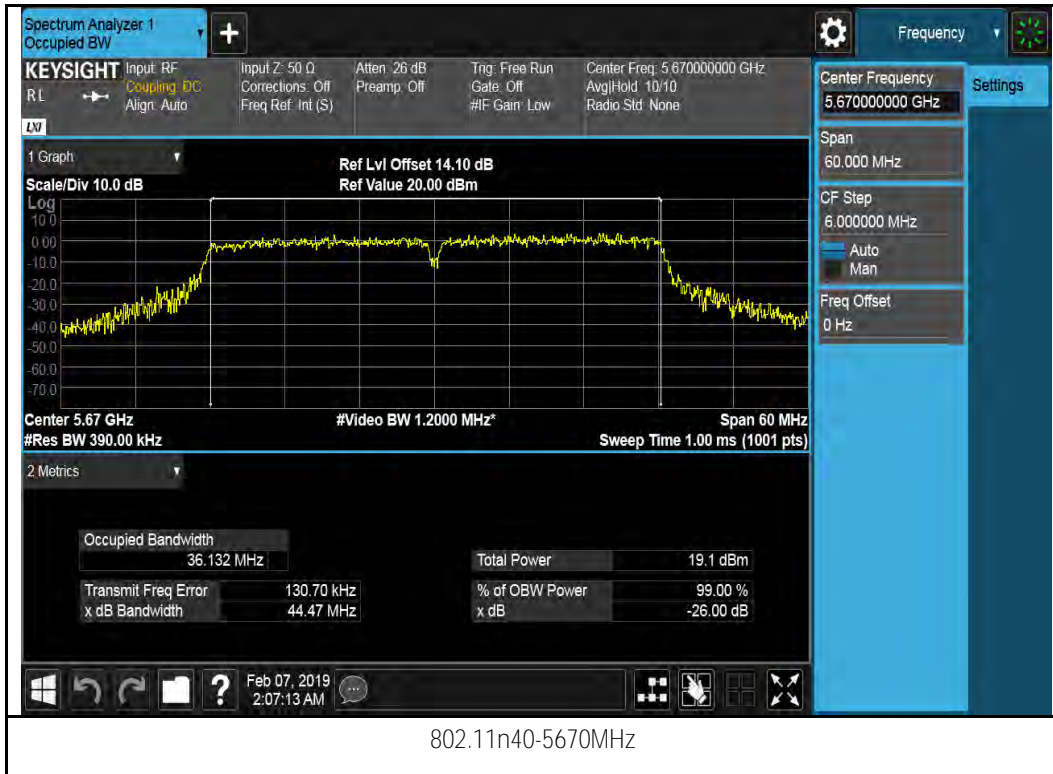 Spectrum Analyzer 1
Occupied BW
+
Frequency
KEYSIGHT
R L
LXI
Input: RF
Coupling: DC
Align: Auto
Input Z: 50 Ω
Corrections: Off
Freq Ref: Int (S)
Atten: 26 dB
Preamp: Off
Trig: Free Run
Gate: Off
#IF Gain: Low
Center Freq: 5.670000000 GHz
Avg|Hold: 10/10
Radio Std: None
Center Frequency
5.670000000 GHz
Settings
Span
60.000 MHz
CF Step
6.000000 MHz
Auto
Man
Freq Offset
0 Hz
1 Graph
Scale/Div 10.0 dB
Ref Lvl Offset 14.10 dB
Ref Value 20.00 dBm
Log
10.0
0.00
-10.0
-20.0
-30.0
-40.0
-50.0
-60.0
-70.0
Center 5.67 GHz
#Video BW 1.2000 MHz*
Span 60 MHz
#Res BW 390.00 kHz
Sweep Time 1.00 ms (1001 pts)
2 Metrics
Occupied Bandwidth
36.132 MHz
Total Power 19.1 dBm
Transmit Freq Error 130.70 kHz
% of OBW Power 99.00 %
x dB Bandwidth 44.47 MHz
x dB -26.00 dB
?
Feb 07, 2019
2:07:13 AM
802.11n40-5670MHz